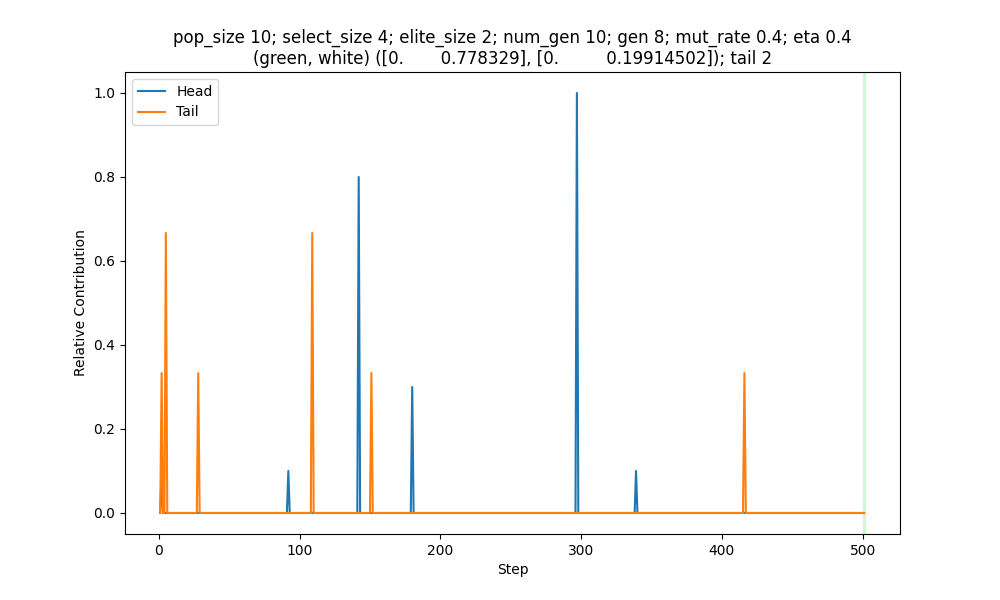 pop_size 10; select_size 4; elite_size 2; num_gen 10; gen 8; mut_rate 0.4; eta 0.4
(green, white) ([0.       0.778329], [0.         0.19914502]); tail 2
Head
Tail
1.0
0.8
0.6
0.4
0.2
0.0
Relative Contribution
0
100
200
300
400
500
Step